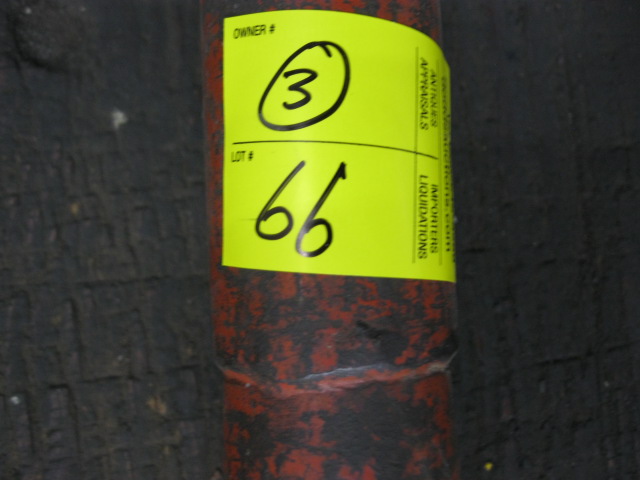 OWNER #
3
LOT #
66
ANTIQUES
APPRAISALS
IMPORTERS
LIQUIDATIONS